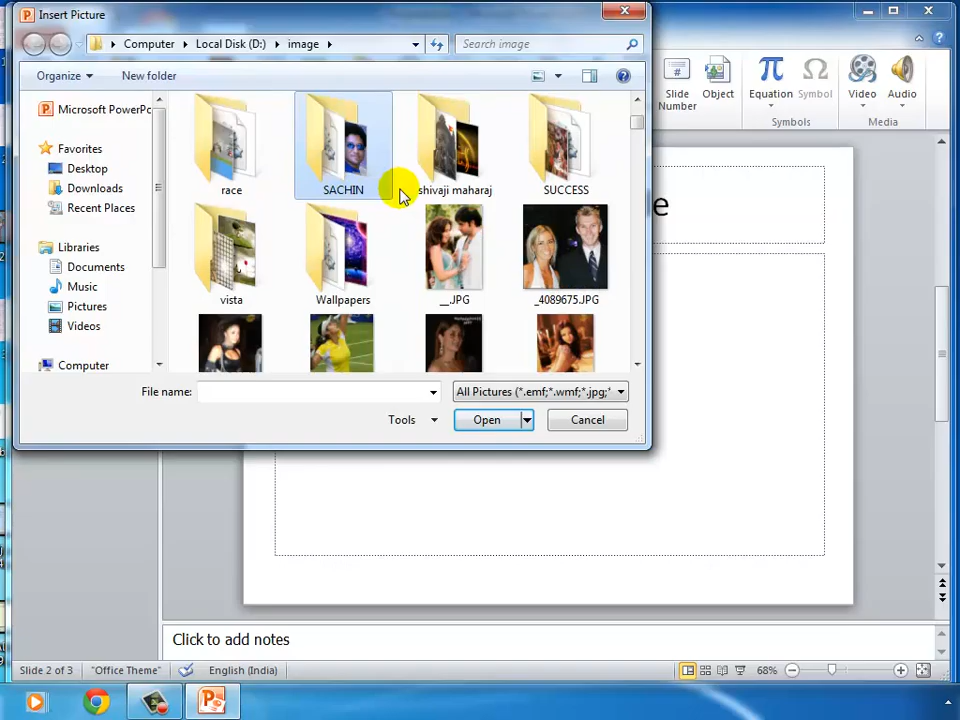 Insert Picture
Computer Local Disk (D:) image
Search image
Organize New folder
Slide Number
Object
Equation
Symbol
Video
Audio
Symbols
Media
Microsoft PowerPc
Favorites
Desktop
Downloads
Recent Places
Libraries
Documents
Music
Pictures
Videos
Computer
race
SACHIN
shivaji maharaj
SUCCESS
vista
Wallpapers
__.JPG
_4089675.JPG
File name:
All Pictures (*.emf;*.wmf;*.jpg;*
Tools
Open
Cancel
Click to add notes
Slide 2 of 3
"Office Theme"
English (India)
68%